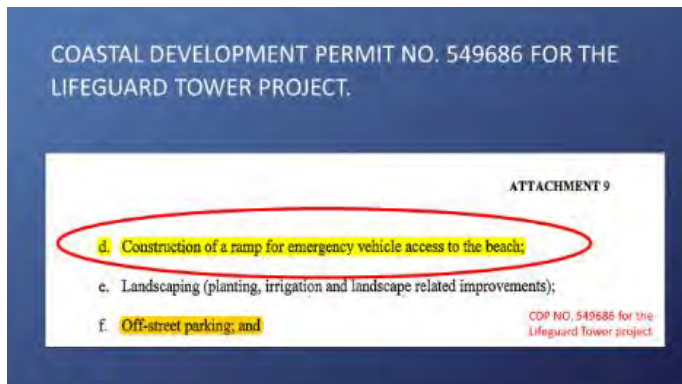 COASTAL DEVELOPMENT PERMIT NO. 549686 FOR THE
LIFEGUARD TOWER PROJECT.
ATTACHMENT 9
d. Construction of a ramp for emergency vehicle access to the beach;
e. Landscaping (planting, irrigation and landscape related improvements);
f. Off-street parking; and
CDP NO. 549686 for the
Lifeguard Tower project